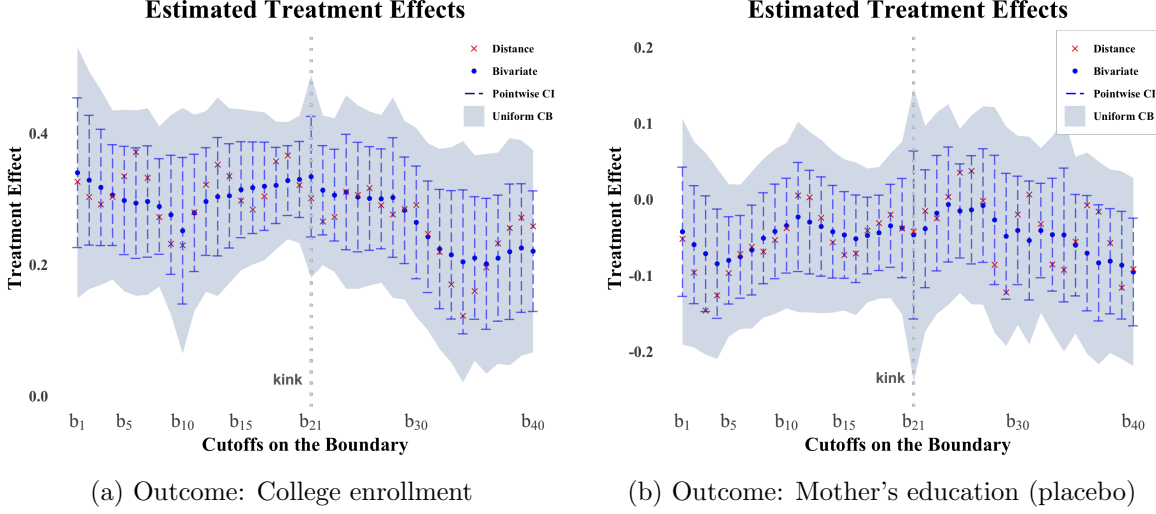 Estimated Treatment Effects
Distance
Bivariate
Pointwise CI
Uniform CB
Treatment Effect
0.4
0.2
0.0
kink
b1 b5 b10 b15 b21 b30 b40
Cutoffs on the Boundary
(a) Outcome: College enrollment
Estimated Treatment Effects
Distance
Bivariate
Pointwise CI
Uniform CB
Treatment Effect
0.2
0.1
0.0
-0.1
-0.2
kink
b1 b5 b10 b15 b21 b30 b40
Cutoffs on the Boundary
(b) Outcome: Mother's education (placebo)